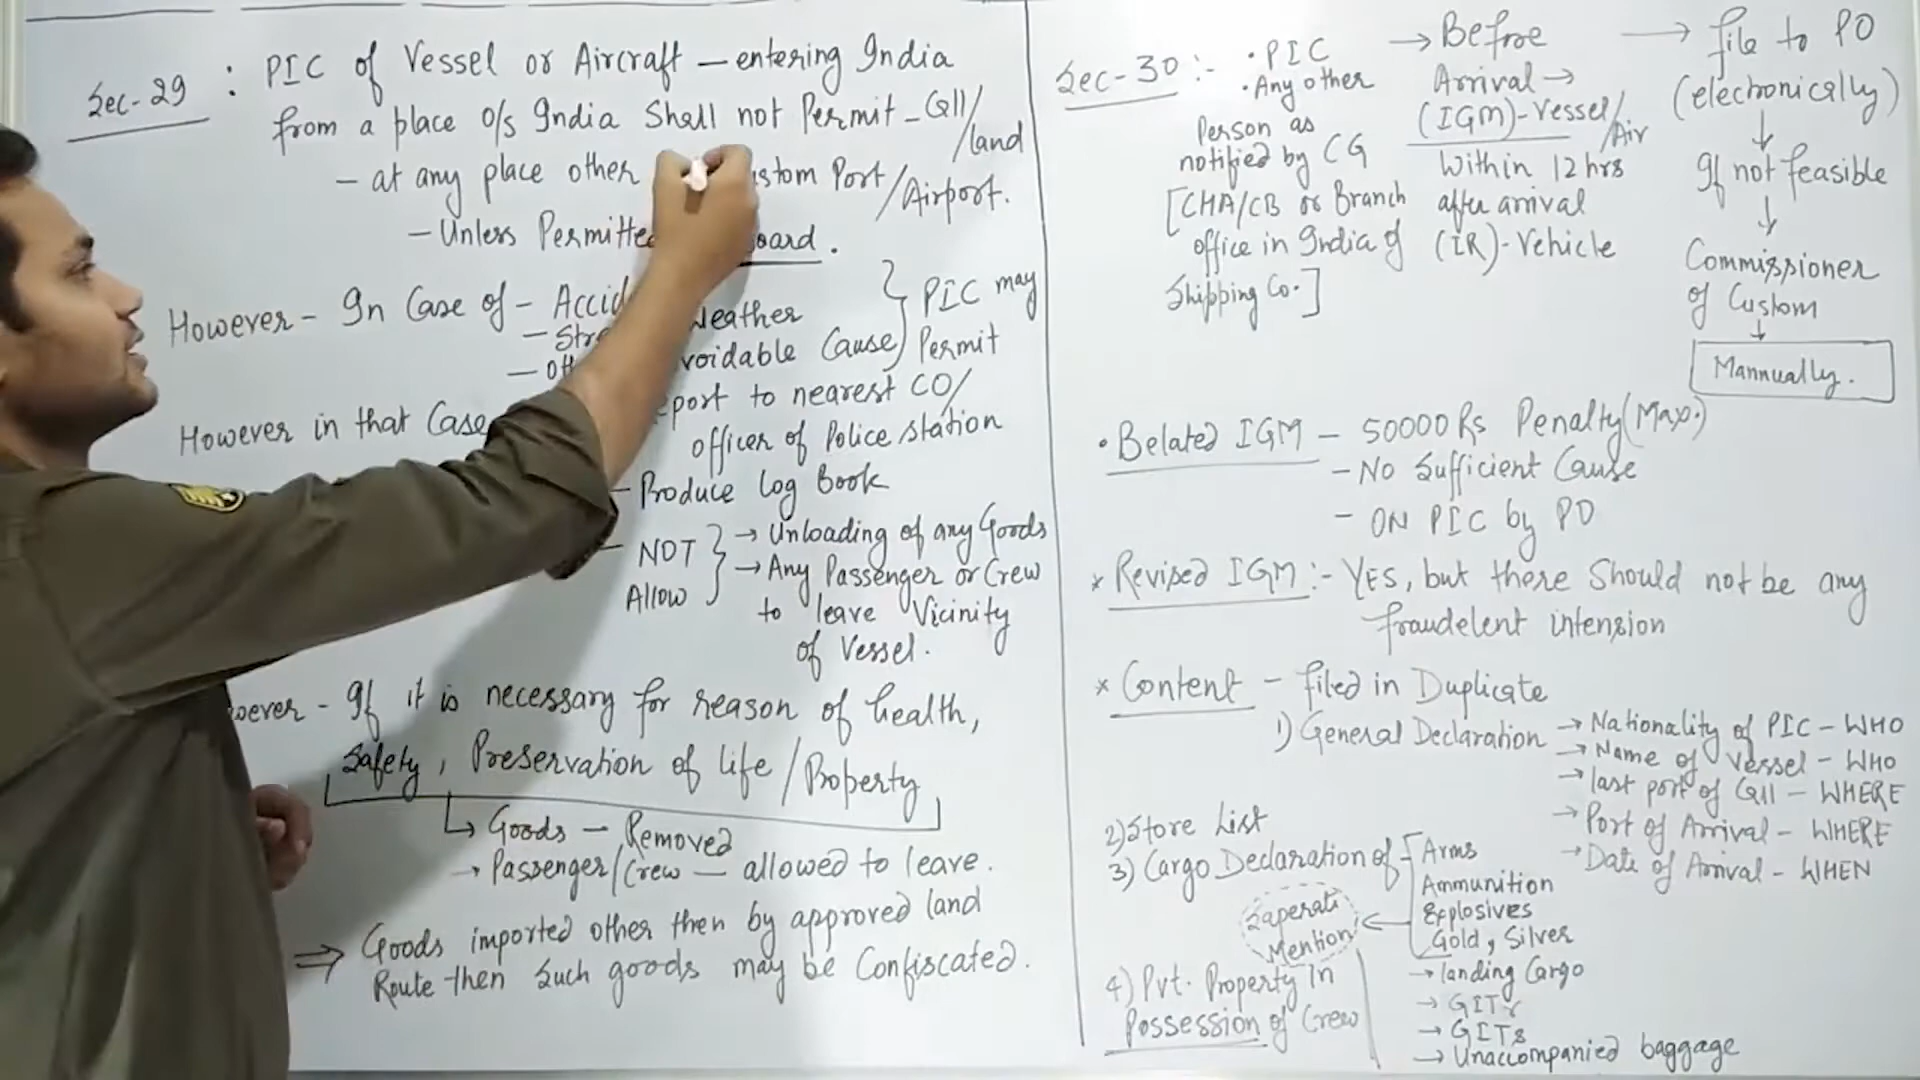 Sec-29 : PIC of Vessel or Aircraft – entering India
from a place o/s India Shall not Permit – Call/land
– at any place other Custom Port/Airport.
– Unless Permitted Board.
However – In Case of – Accid
– Str Weather
– Oth voidable Cause
} PIC may
Permit
However in that Case
port to nearest CO/
officer of Police station
– Produce Log Book
– NOT Allow } → Unloading of any Goods
→ Any Passenger or Crew
to leave Vicinity
of Vessel.
wever – If it is necessary for reason of health,
Safety, Preservation of life/Property
↳ Goods – Removed
→ Passenger/Crew – allowed to leave.
⇒ Goods imported other then by approved land
Route then Such goods may be Confiscated.
Sec-30 :- • PIC
• Any other
Person as
notified by CG
[CHA/CB or Branch
office in India of
Shipping Co.]
→ Before
Arrival →
(IGM)-Vessel/Air
Within 12 hrs
after arrival
(IR)-Vehicle
→ file to PO
(electronically)
↓
If not feasible
↓
Commissioner
of Custom
↓
Mannually.
• Belated IGM – 50000 Rs Penalty (Max.)
– No Sufficient Cause
– ON PIC by PO
* Revised IGM :- YES, but there Should not be any
fraudelent intension
* Content – filed in Duplicate
1) General Declaration → Nationality of PIC – WHO
→ Name of Vessel – WHO
→ last port of Call – WHERE
→ Port of Arrival – WHERE
→ Date of Arrival – WHEN
2) Store List
3) Cargo Declaration of – Arms
Ammunition
Explosives
Gold, Silver
Saperati
Mention
→ landing Cargo
→ GITr
→ GITs
→ Unaccompanied baggage
4) Pvt. Property In
Possession of Crew